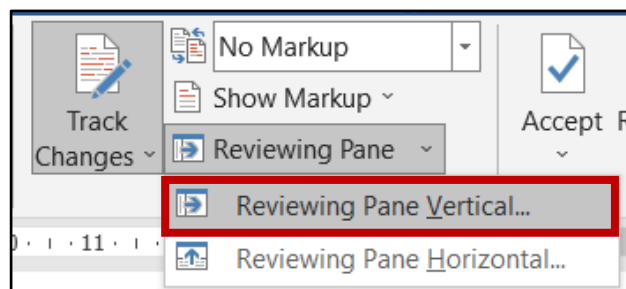 No Markup
Show Markup
Track
Changes
Reviewing Pane
Accept
Reviewing Pane Vertical...
11
Reviewing Pane Horizontal...